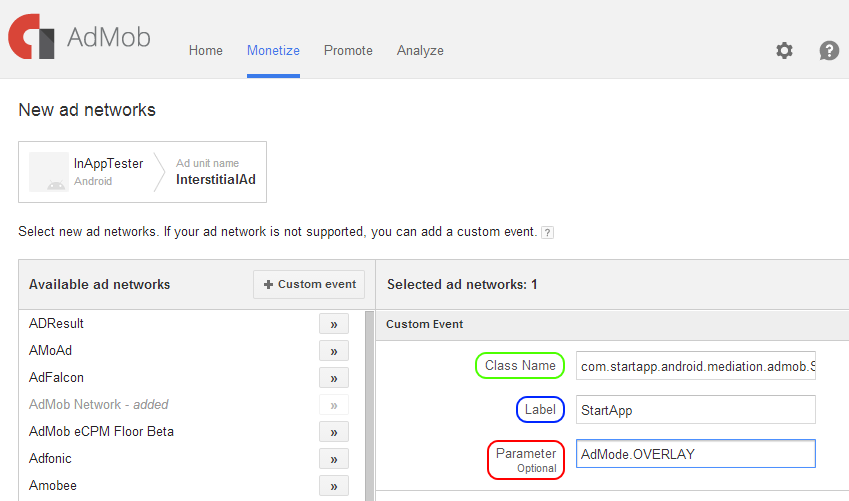 AdMob
Home Monetize Promote Analyze
New ad networks
InAppTester
Android
Ad unit name
InterstitialAd
Select new ad networks. If your ad network is not supported, you can add a custom event. ?
Available ad networks
+ Custom event
Selected ad networks: 1
ADResult »
AMoAd »
AdFalcon »
AdMob Network - added »
AdMob eCPM Floor Beta »
Adfonic »
Amobee »
Custom Event
Class Name com.startapp.android.mediation.admob.S
Label StartApp
Parameter AdMode.OVERLAY
Optional